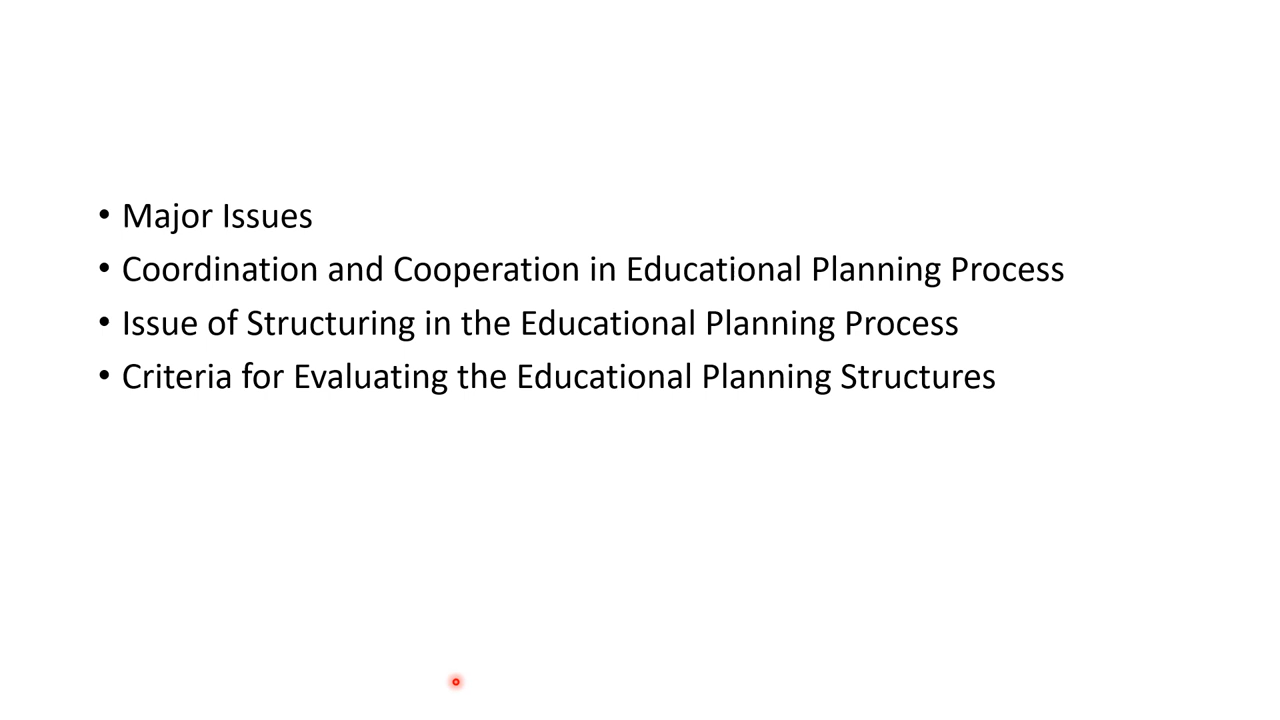 • Major Issues
• Coordination and Cooperation in Educational Planning Process
• Issue of Structuring in the Educational Planning Process
• Criteria for Evaluating the Educational Planning Structures